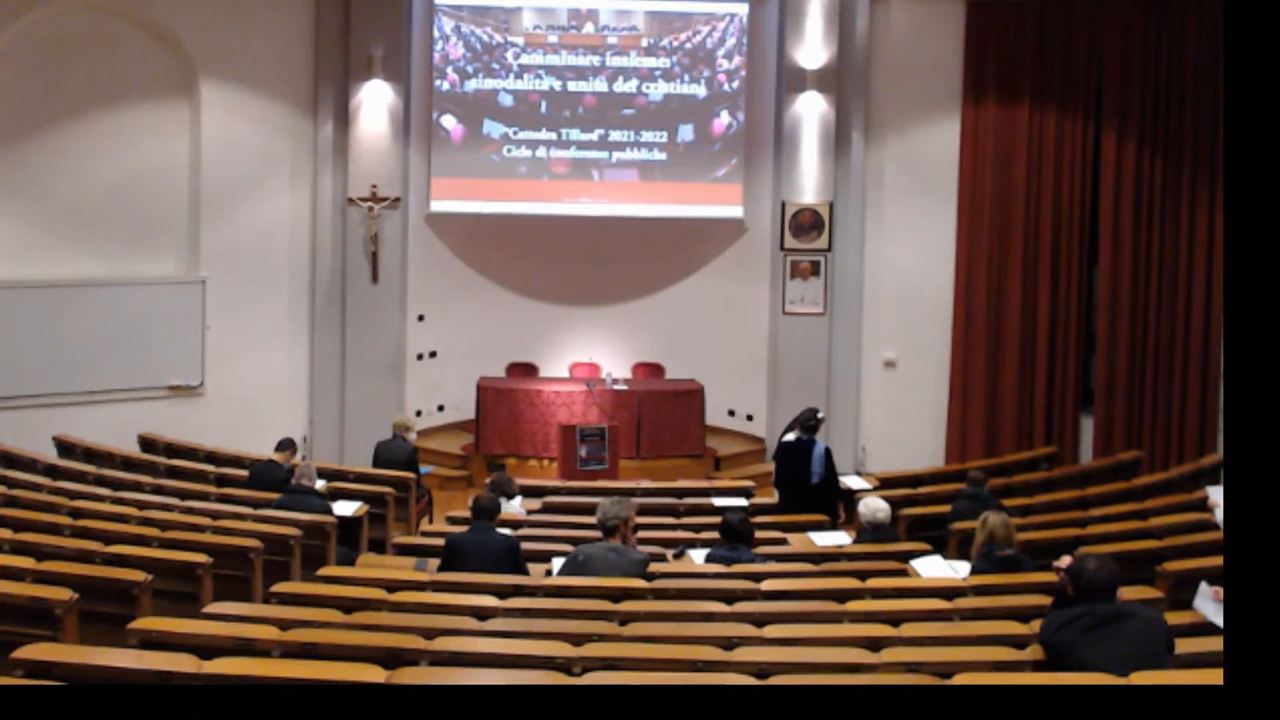 Camminare insieme:
sinodalità e unità dei cristiani
"Cattedra Tillard" 2021-2022
Ciclo di conferenze pubbliche